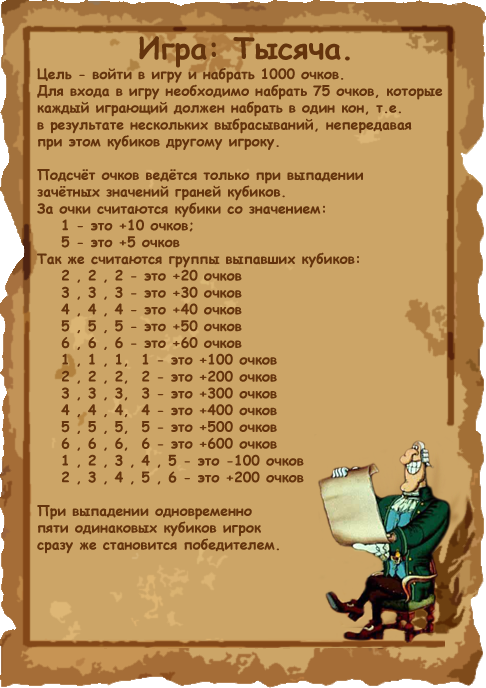 Игра: Тысяча.
Цель - войти в игру и набрать 1000 очков.
Для входа в игру необходимо набрать 75 очков, которые
каждый играющий должен набрать в один кон, т.е.
в результате нескольких выбрасываний, непередавая
при этом кубиков другому игроку.
Подсчёт очков ведётся только при выпадении
зачётных значений граней кубиков.
За очки считаются кубики со значением:
1 - это +10 очков;
5 - это +5 очков
Так же считаются группы выпавших кубиков:
2 , 2 , 2 - это +20 очков
3 , 3 , 3 - это +30 очков
4 , 4 , 4 - это +40 очков
5 , 5 , 5 - это +50 очков
6 , 6 , 6 - это +60 очков
1 , 1 , 1, 1 - это +100 очков
2 , 2 , 2, 2 - это +200 очков
3 , 3 , 3, 3 - это +300 очков
4 , 4 , 4, 4 - это +400 очков
5 , 5 , 5, 5 - это +500 очков
6 , 6 , 6, 6 - это +600 очков
1 , 2 , 3 , 4 , 5 - это -100 очков
2 , 3 , 4 , 5 , 6 - это +200 очков
При выпадении одновременно
пяти одинаковых кубиков игрок
сразу же становится победителем.